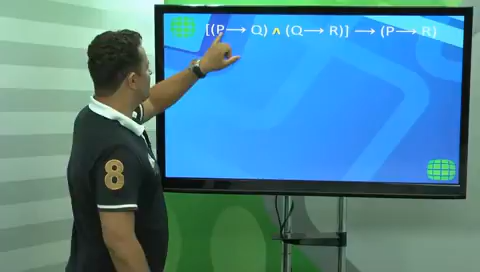 [(P⟶ Q) ∧ (Q⟶ R)] ⟶ (P⟶ R)
8